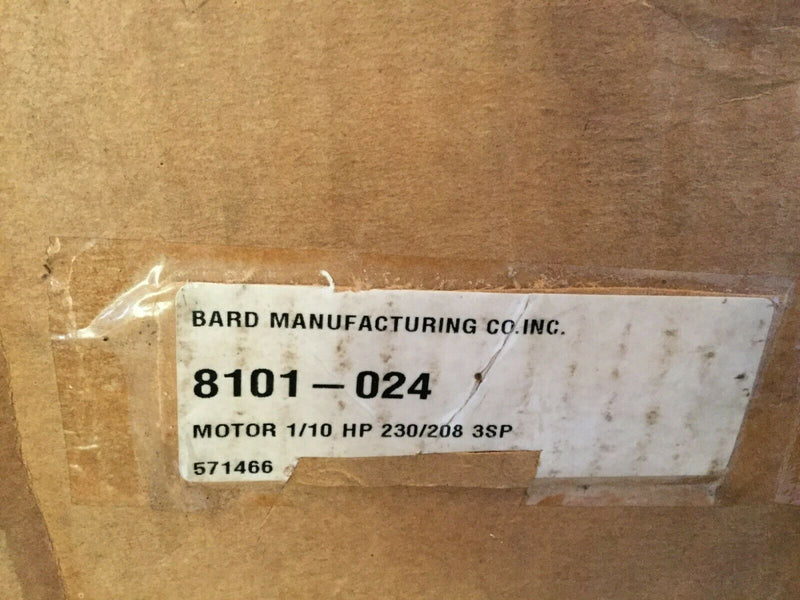 BARD MANUFACTURING CO.INC.
8101-024
MOTOR 1/10 HP 230/208 3SP
571466